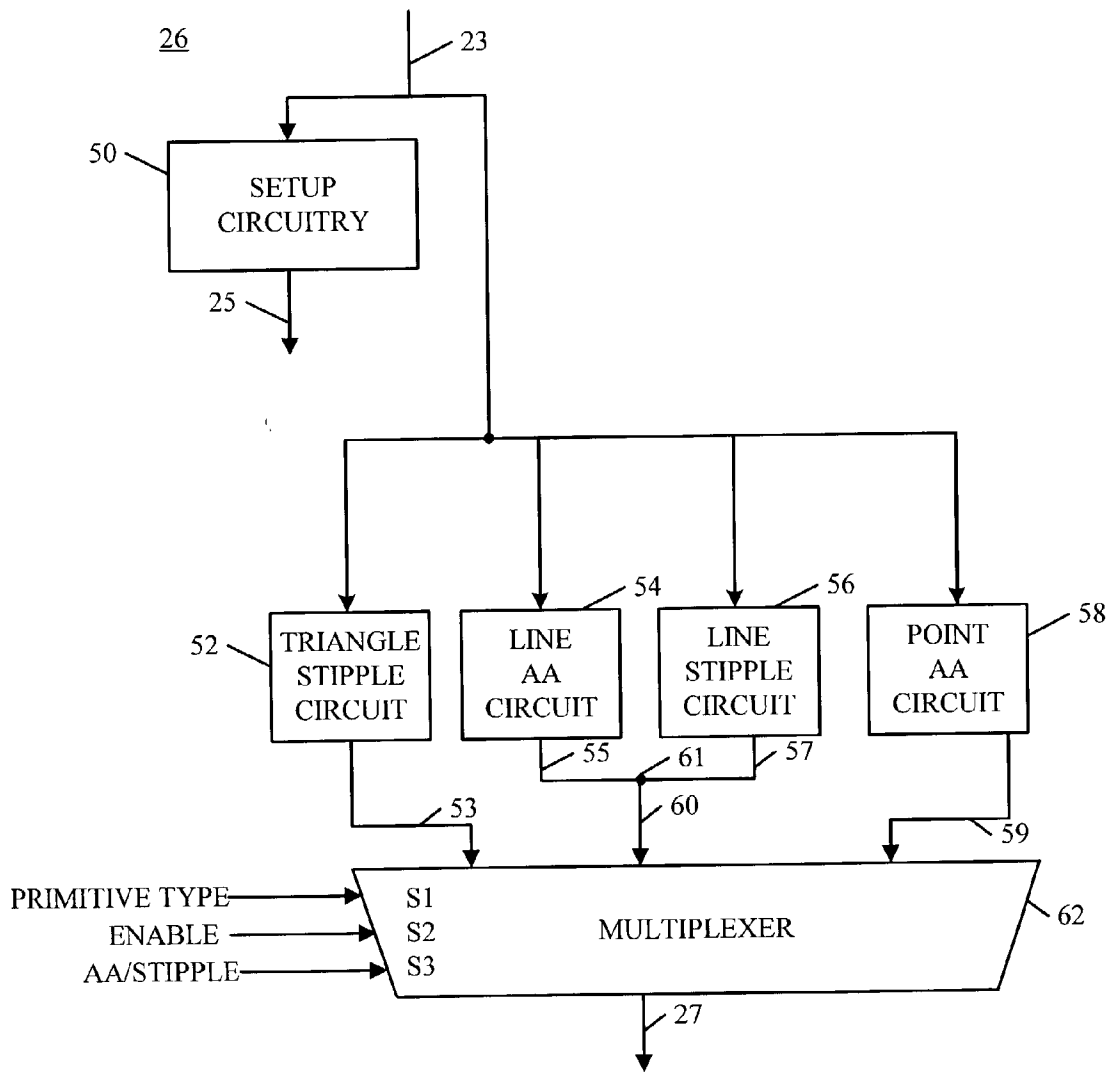 26
23
50
SETUP
CIRCUITRY
25
54
56
52
58
TRIANGLE
STIPPLE
CIRCUIT
LINE
AA
CIRCUIT
LINE
STIPPLE
CIRCUIT
POINT
AA
CIRCUIT
55
61
57
53
60
59
PRIMITIVE TYPE
ENABLE
AA/STIPPLE
S1
S2
S3
MULTIPLEXER
62
27